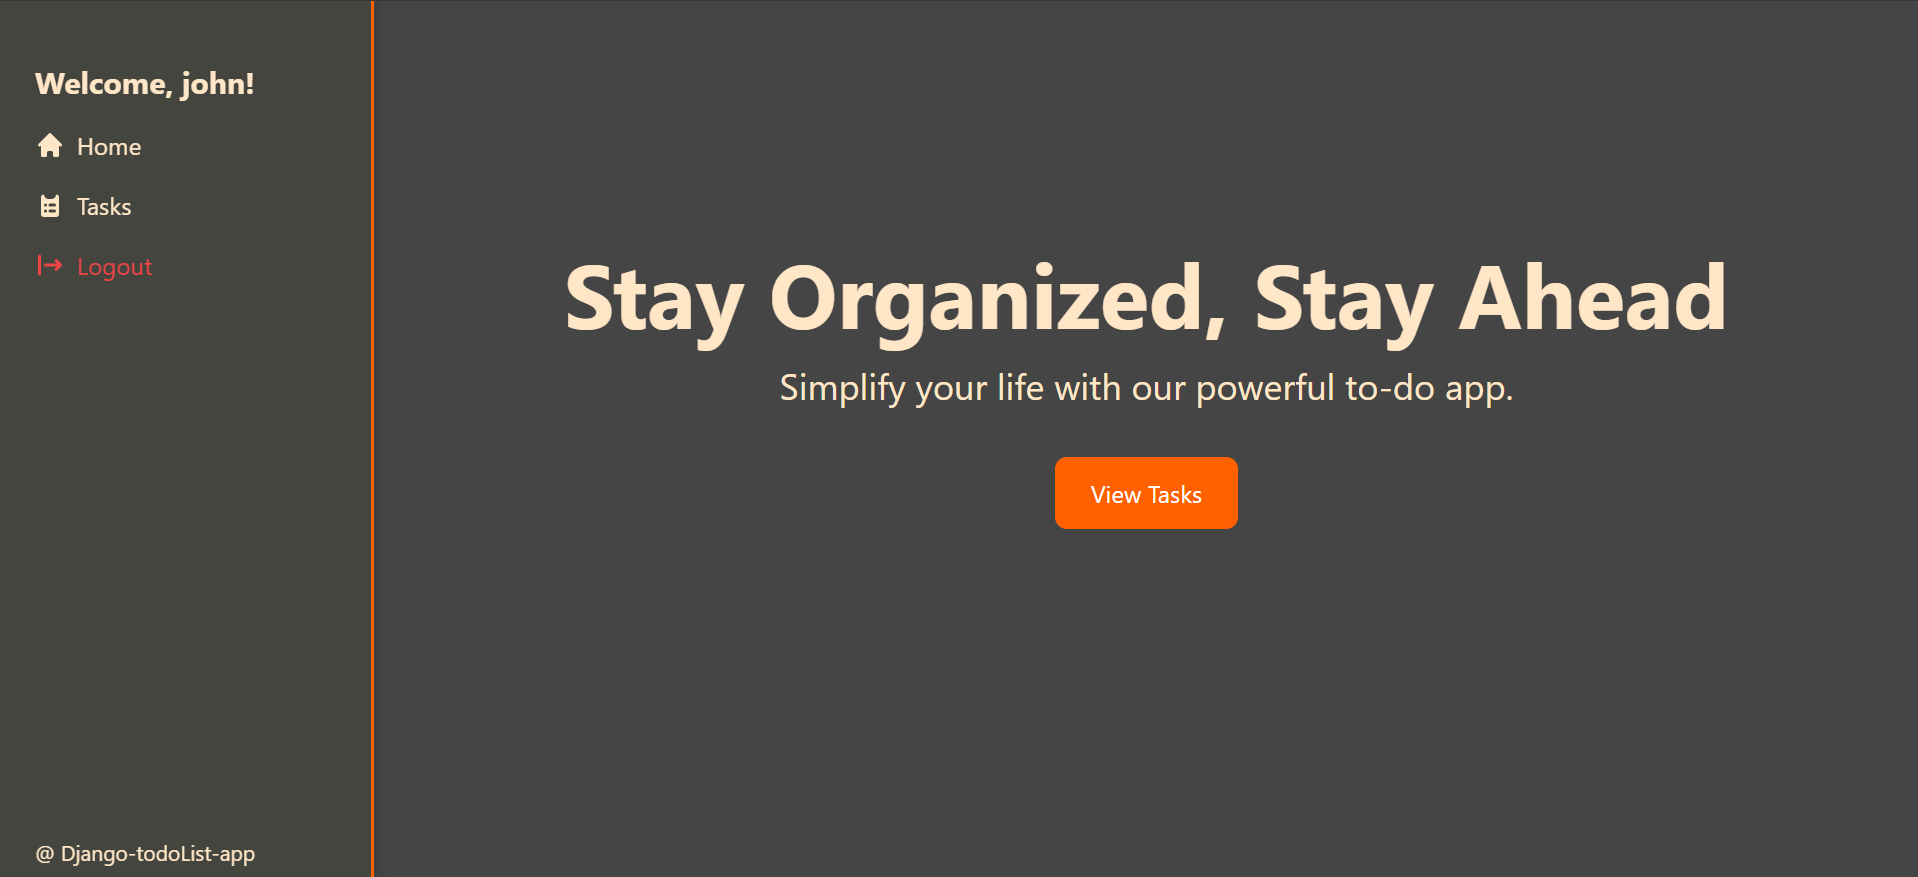 Welcome, john!
Home
Tasks
Logout
Stay Organized, Stay Ahead
Simplify your life with our powerful to-do app.
View Tasks
@ Django-todoList-app